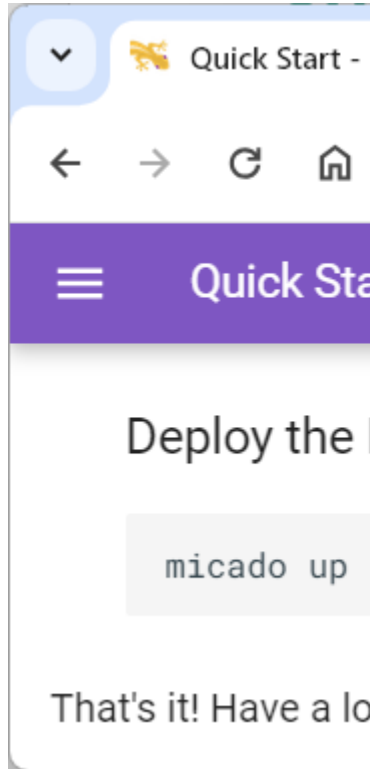 Quick Start -
Quick Sta
Deploy the
micado up
That's it! Have a lo